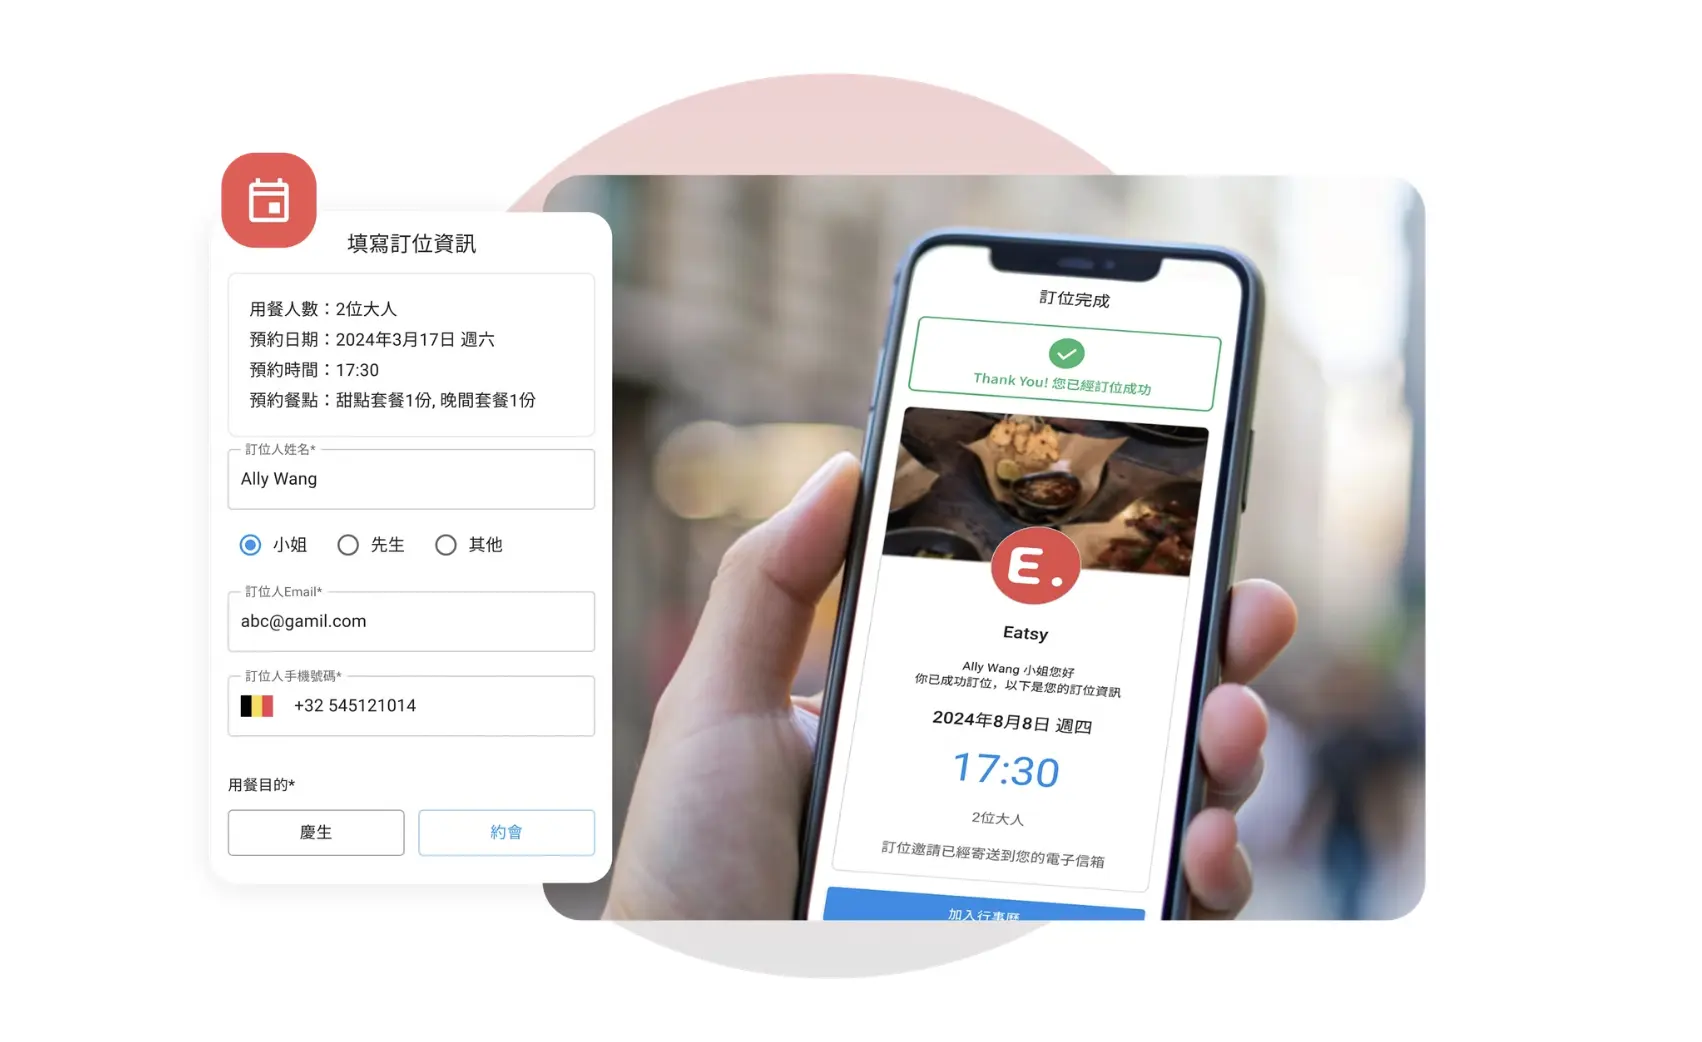 填寫訂位資訊
用餐人數：2位大人
預約日期：2024年3月17日 週六
預約時間：17:30
預約餐點：甜點套餐1份, 晚間套餐1份
訂位人姓名*
Ally Wang
小姐 先生 其他
訂位人Email*
abc@gamil.com
訂位人手機號碼*
+32 545121014
用餐目的*
慶生 約會
訂位完成
Thank You! 您已經訂位成功
E.
Eatsy
Ally Wang 小姐您好
你已成功訂位，以下是您的訂位資訊
2024年8月8日 週四
17:30
2位大人
訂位邀請已經寄送到您的電子信箱
加入行事曆